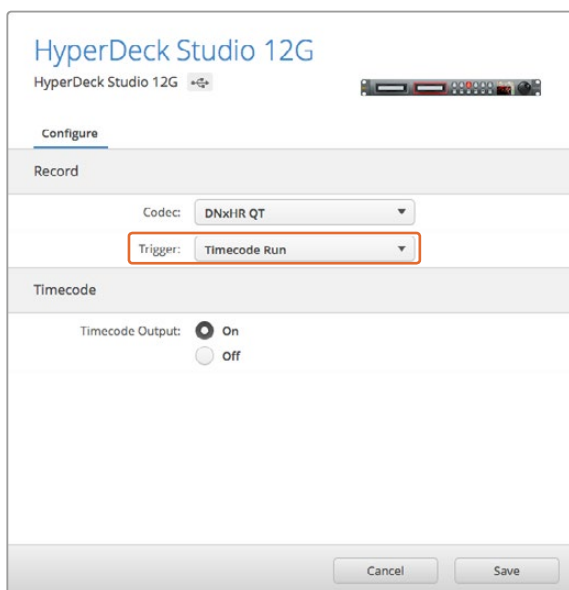 HyperDeck Studio 12G
HyperDeck Studio 12G
Configure
Record
Codec: DNxHR QT
Trigger: Timecode Run
Timecode
Timecode Output: On
Off
Cancel Save